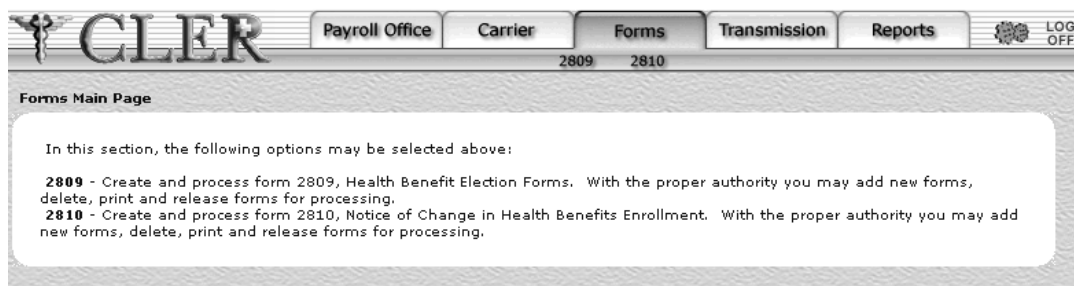 CLER
Payroll Office Carrier Forms Transmission Reports LOG
OFF
2809 2810
Forms Main Page
In this section, the following options may be selected above:
2809 - Create and process form 2809, Health Benefit Election Forms. With the proper authority you may add new forms,
delete, print and release forms for processing.
2810 - Create and process form 2810, Notice of Change in Health Benefits Enrollment. With the proper authority you may add
new forms, delete, print and release forms for processing.